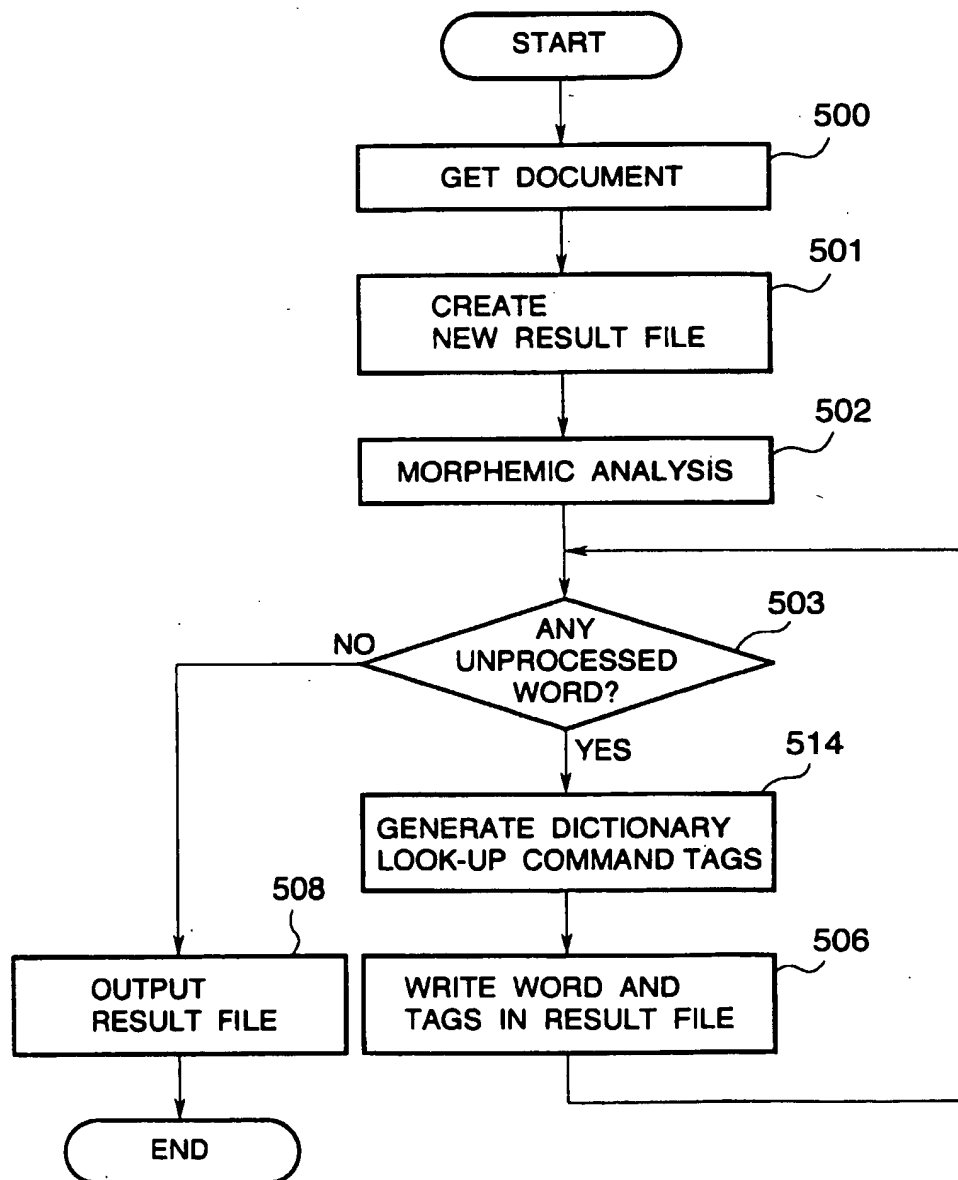 START
500
GET DOCUMENT
501
CREATE
NEW RESULT FILE
502
MORPHEMIC ANALYSIS
503
NO
ANY
UNPROCESSED
WORD?
YES
514
GENERATE DICTIONARY
LOOK-UP COMMAND TAGS
508
506
OUTPUT
RESULT FILE
WRITE WORD AND
TAGS IN RESULT FILE
END